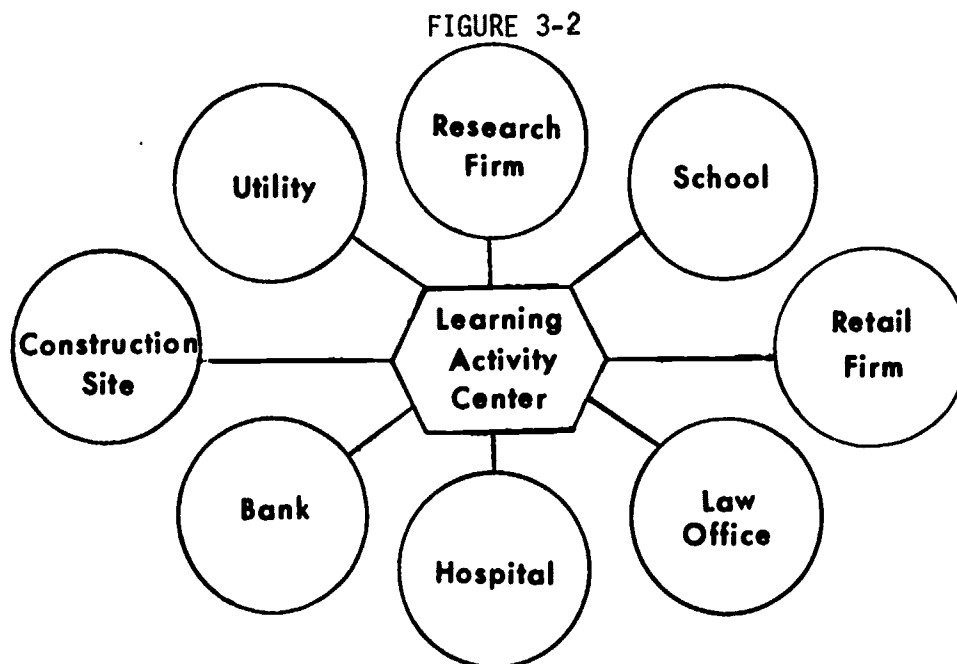 FIGURE 3-2
Research
Firm
Utility
School
Construction
Site
Learning
Activity
Center
Retail
Firm
Bank
Hospital
Law
Office